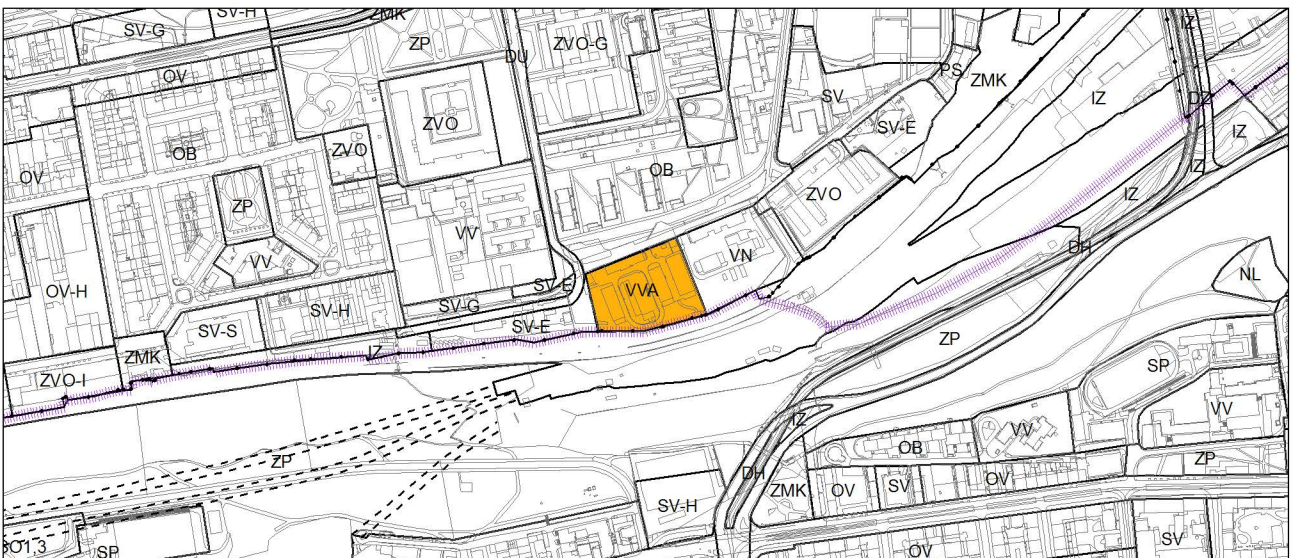 SV-H
ZMK
SV-G
ZP
DU
ZVO-G
IZ
OV
PS
ZMK
SV
IZ
DZ
ZVO
SV-E
IZ
OB
ZVO
OB
OV
ZP
ZVO
IZ
IZ
VV
VV
VN
DH
NL
OV-H
SV-E
VVA
SV-G
SV-H
SV-E
SV-S
IZ
ZMK
ZP
ZVO-I
SP
IZ
VV
VV
OB
ZP
ZP
DH
ZMK
OV
SV
OV
SV-H
SV
SP
OV